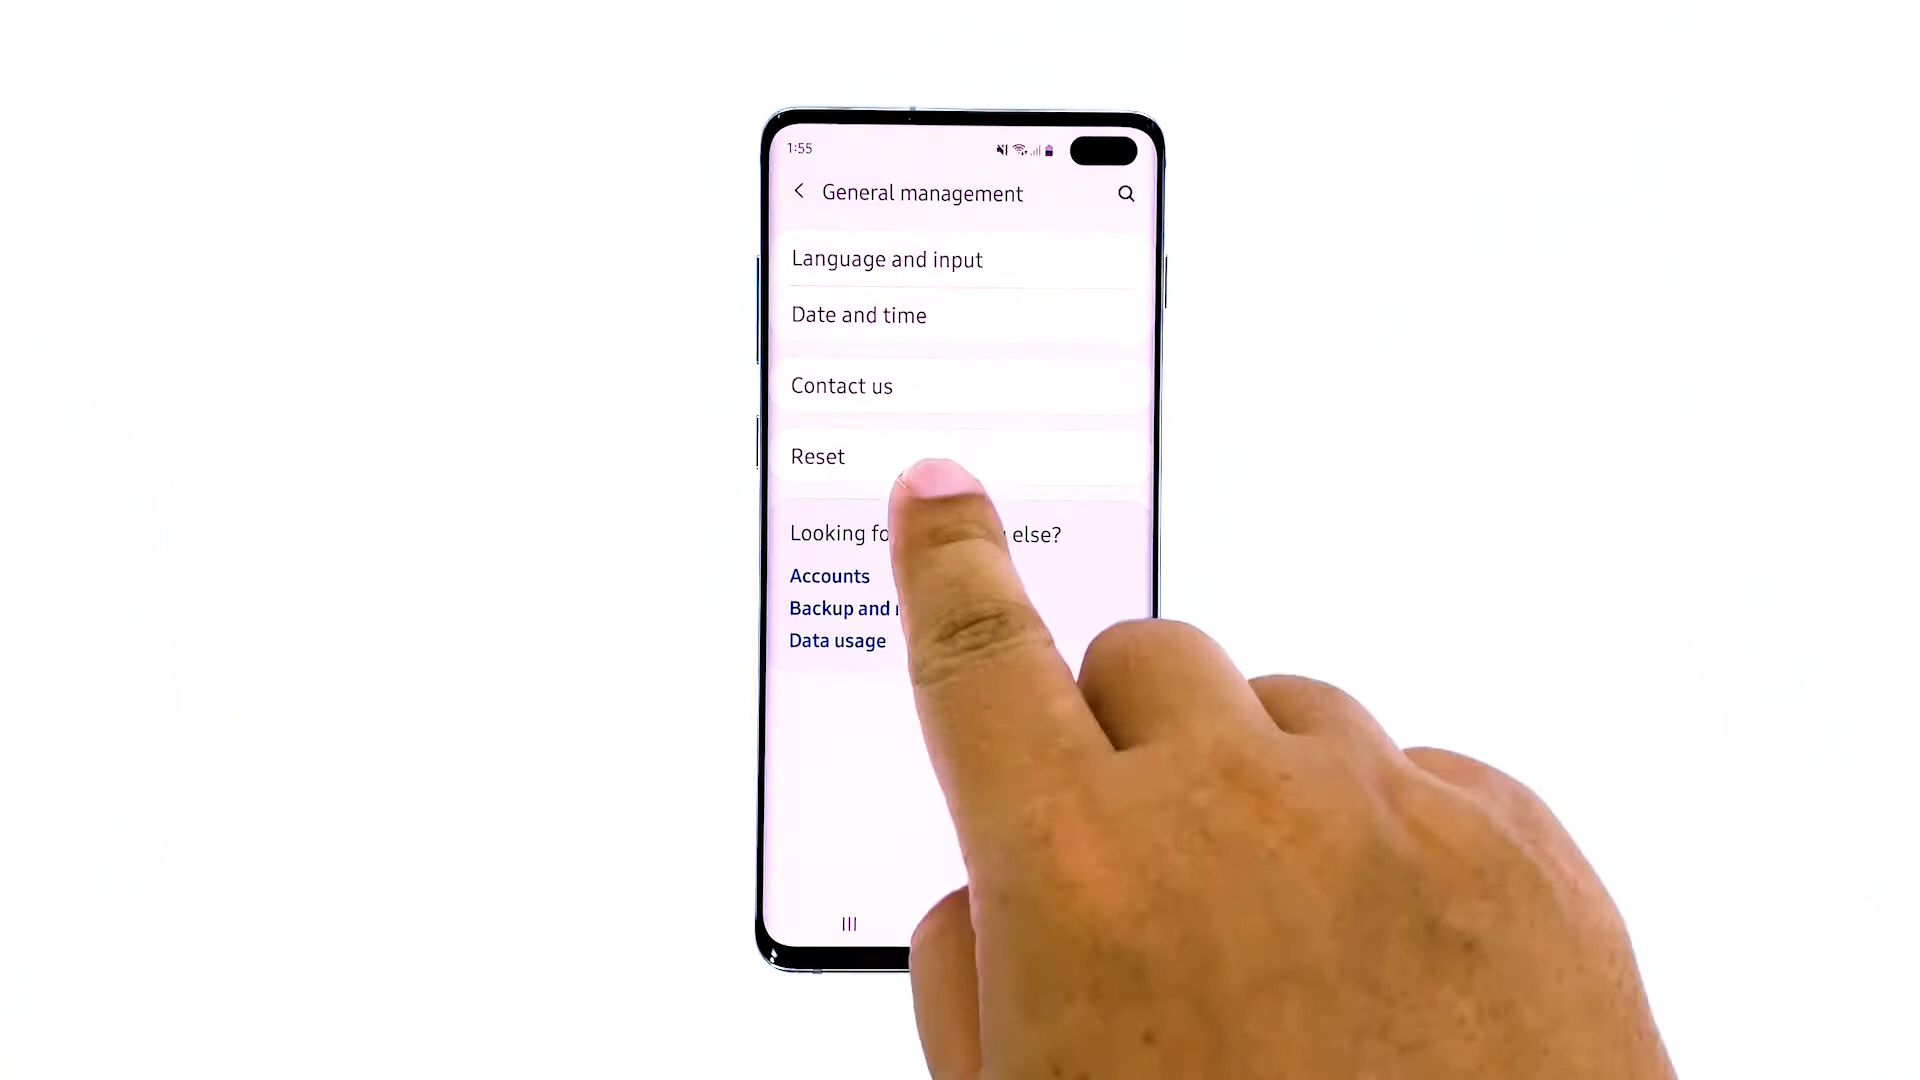 1:55
General management
Language and input
Date and time
Contact us
Reset
Looking fo else?
Accounts
Backup and
Data usage